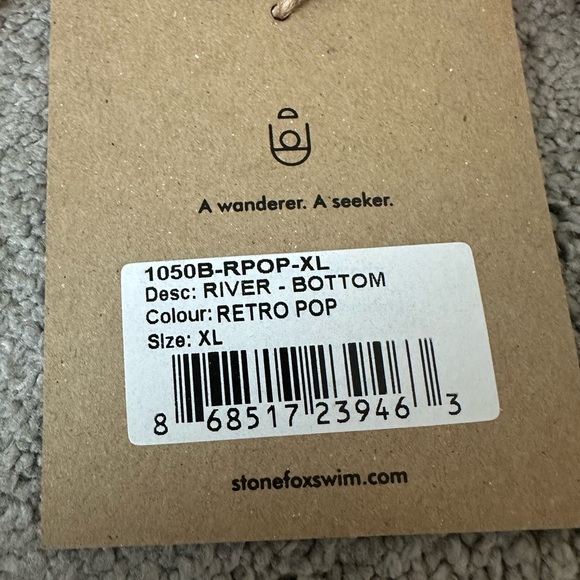 A wanderer. A seeker.
1050B-RPOP-XL
Desc: RIVER - BOTTOM
Colour: RETRO POP
Size: XL
8 68517 23946 3
stonefoxswim.com